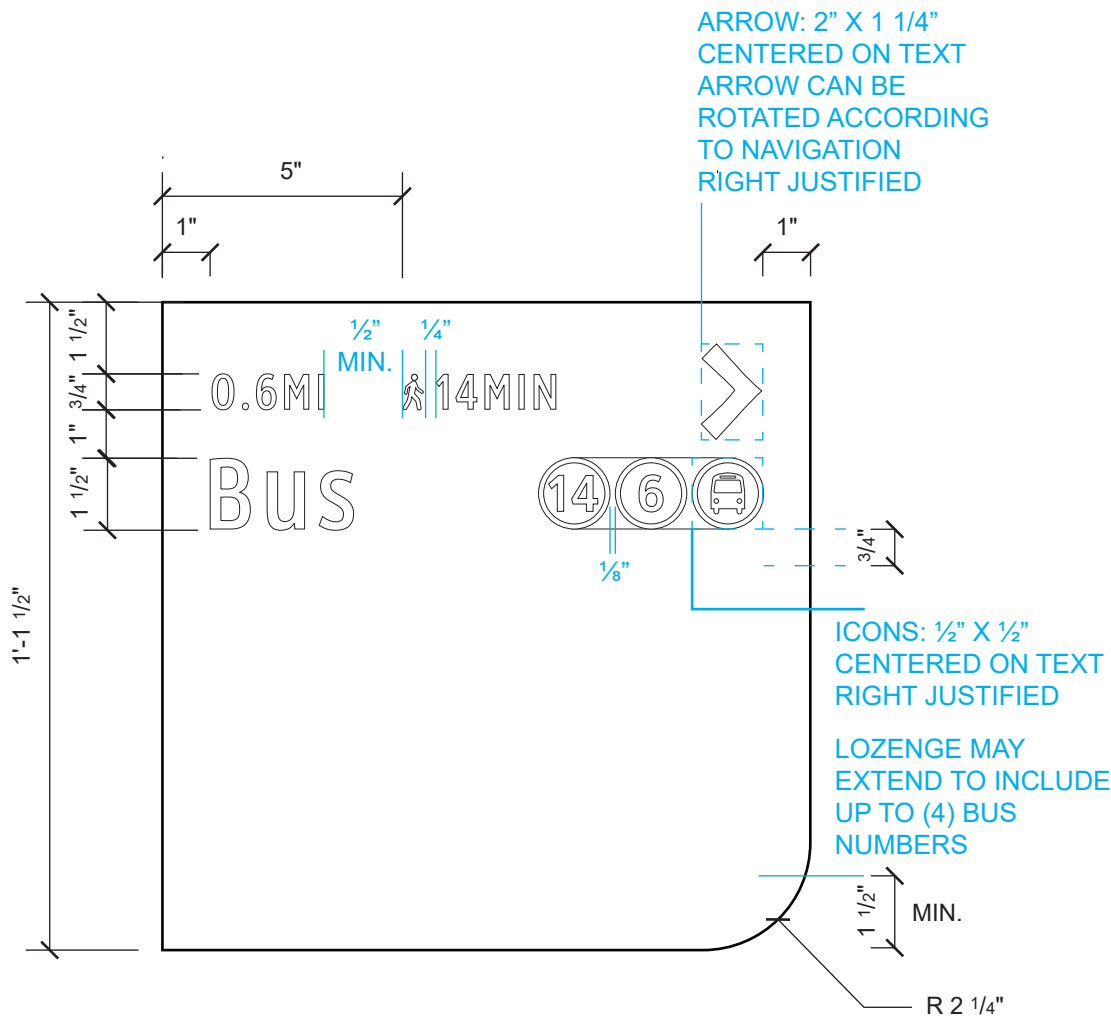 ARROW: 2” X 1 1/4”
CENTERED ON TEXT
ARROW CAN BE
ROTATED ACCORDING
TO NAVIGATION
RIGHT JUSTIFIED
5"
1"
1"
1 1/2"
½”
MIN.
¼”
3/4"
0.6MI
14MIN
1"
1 1/2"
Bus
14
6
⅛”
3/4"
1'-1 1/2"
ICONS: ½” X ½”
CENTERED ON TEXT
RIGHT JUSTIFIED
LOZENGE MAY
EXTEND TO INCLUDE
UP TO (4) BUS
NUMBERS
1 1/2"
MIN.
R 2 1/4"